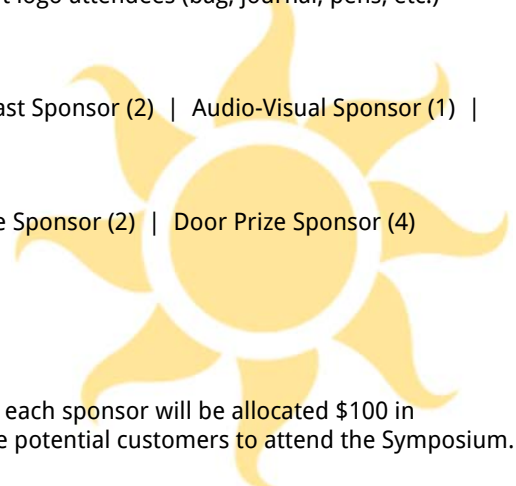 logo attendees (bag, journal, pens, etc.)
Sponsor (2) | Audio-Visual Sponsor (1) |
Sponsor (2) | Door Prize Sponsor (4)
each sponsor will be allocated $100 in
potential customers to attend the Symposium.